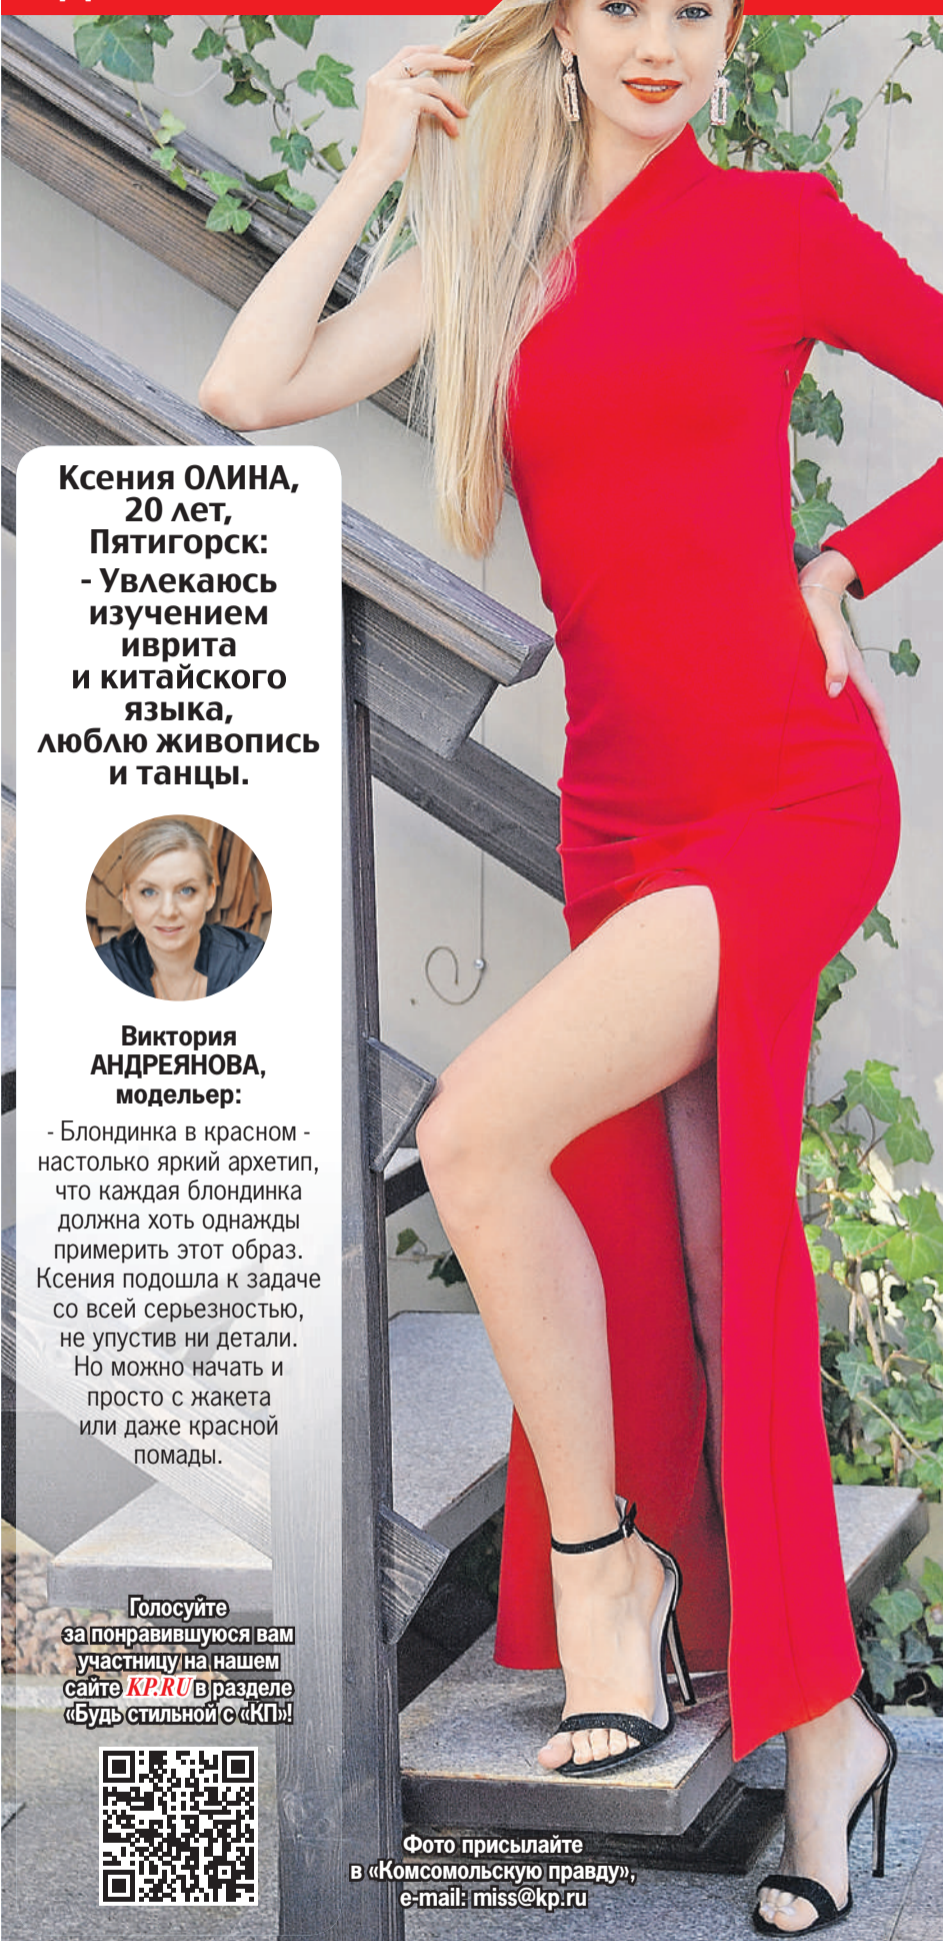 Ксения ОЛИНА,
20 лет,
Пятигорск:
- Увлекаюсь
изучением
иврита
и китайского
языка,
люблю живопись
и танцы.
Виктория
АНДРЕЯНОВА,
модельер:
- Блондинка в красном -
настолько яркий архетип,
что каждая блондинка
должна хоть однажды
примерить этот образ.
Ксения подошла к задаче
со всей серьезностью,
не упустив ни детали.
Но можно начать и
просто с жакета
или даже красной
помады.
Голосуйте
за понравившуюся вам
участницу на нашем
сайте KP.RU в разделе
«Будь стильной с «КП»!
Фото присылайте
в «Комсомольскую правду»,
e-mail: miss@kp.ru